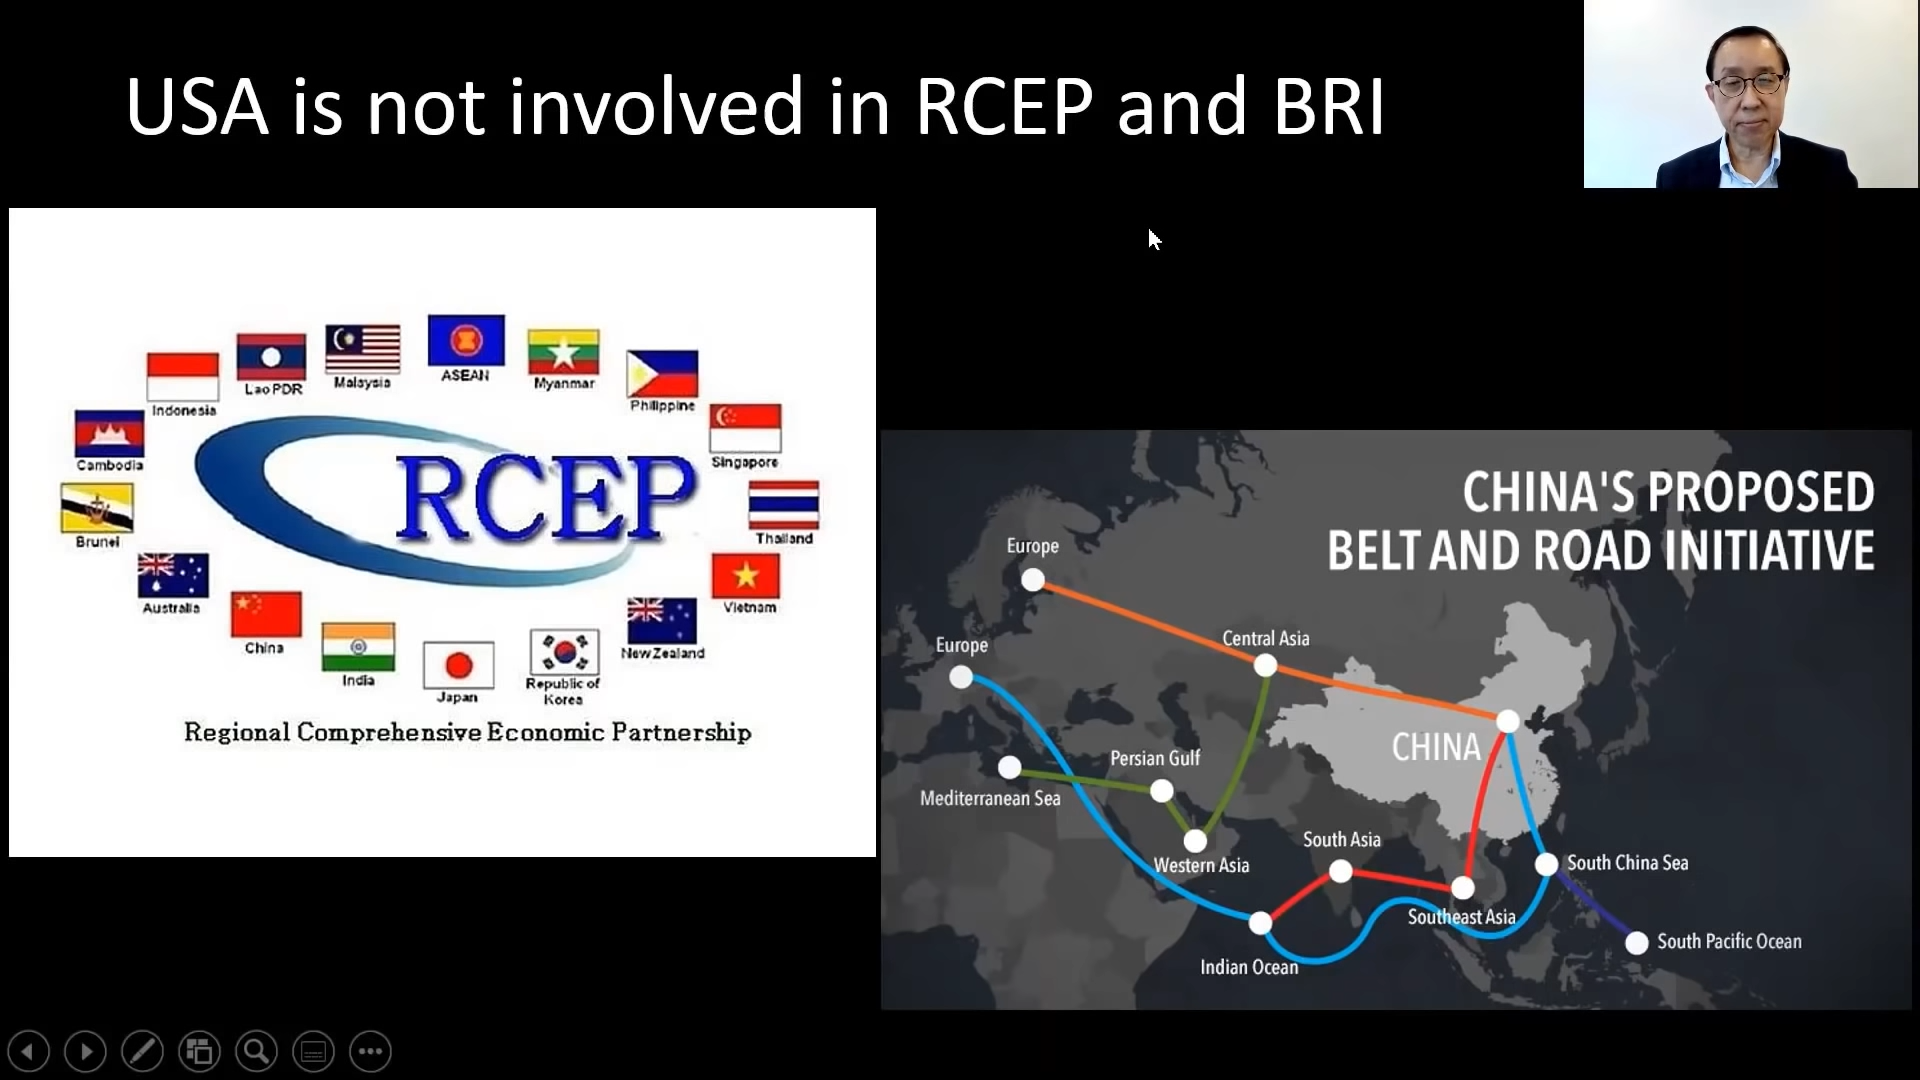 USA is not involved in RCEP and BRI
ASEAN
Malaysia
Myanmar
Lao PDR
Philippine
Indonesia
Singapore
Cambodia
RCEP
Thailand
Brunei
Vietnam
Australia
China
New Zealand
India
Japan
Republic of
Korea
Regional Comprehensive Economic Partnership
CHINA'S PROPOSED
BELT AND ROAD INITIATIVE
Europe
Central Asia
Europe
CHINA
Persian Gulf
Mediterranean Sea
South Asia
Western Asia
South China Sea
Southeast Asia
South Pacific Ocean
Indian Ocean